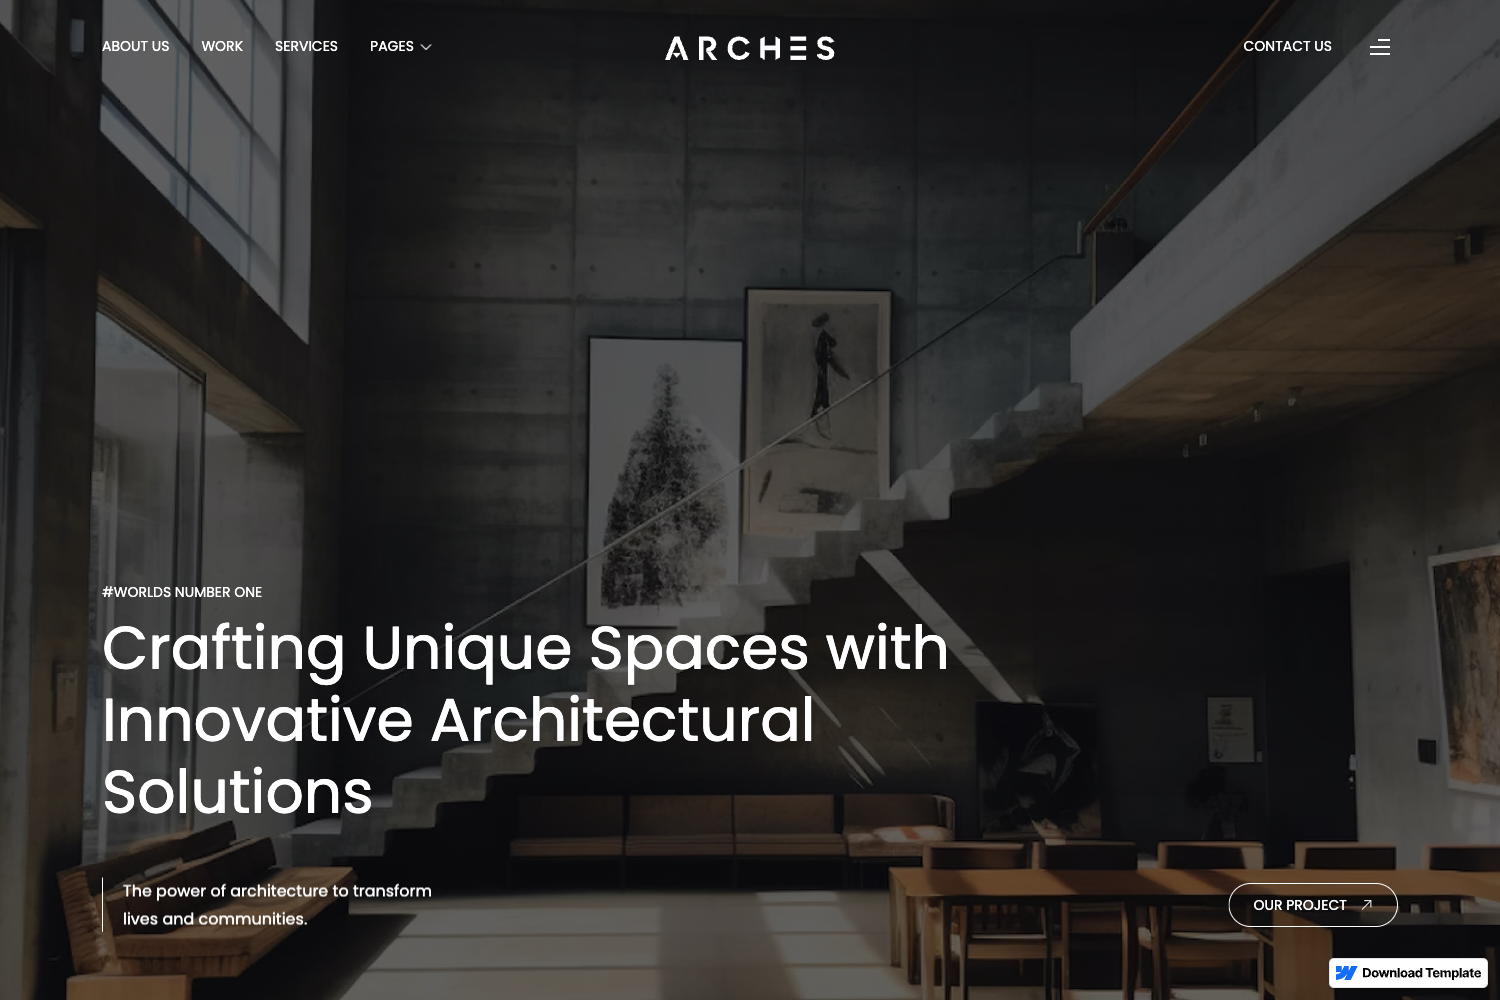 ABOUT US WORK SERVICES PAGES ARCHES CONTACT US
#WORLDS NUMBER ONE
Crafting Unique Spaces with
Innovative Architectural
Solutions
The power of architecture to transform
lives and communities.
OUR PROJECT
Download Template